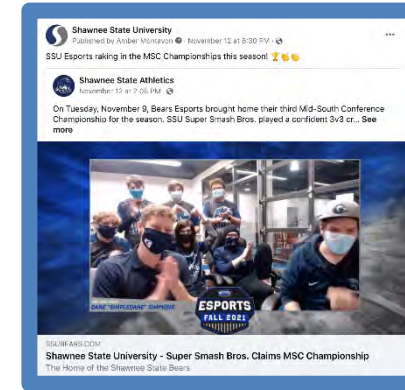 Shawnee State University
Published by Amber Montavon · November 12 at 6:30 PM ·
SSU Esports raking in the MSC Championships this season! 🏆👏👏
Shawnee State Athletics
November 12 at 2:05 PM ·
On Tuesday, November 9, Bears Esports brought home their third Mid-South Conference
Championship for the season. SSU Super Smash Bros. played a confident 3v3 cr... See
more
DANE "SIMPLEDANE" SIMMONS
ESPORTS
FALL 2021
SSUBEARS.COM
Shawnee State University - Super Smash Bros. Claims MSC Championship
The Home of the Shawnee State Bears